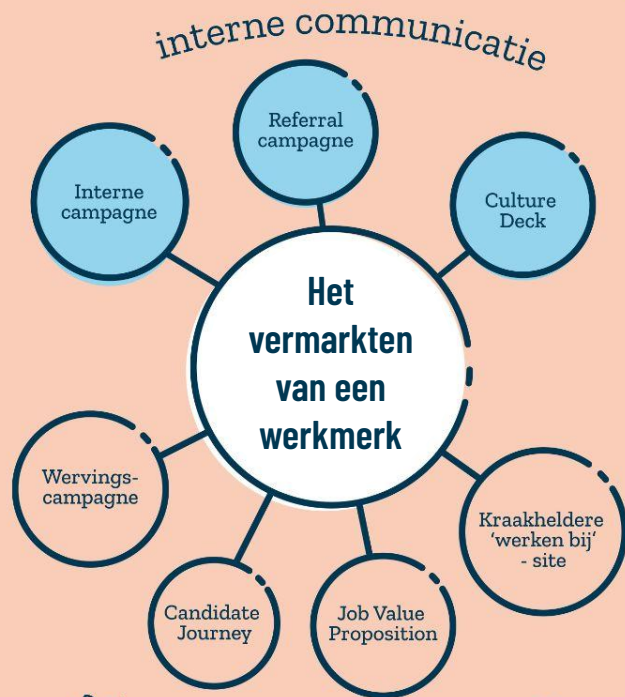 interne communicatie
Referral
campagne
Interne
campagne
Culture
Deck
Het
vermarkten
van een
werkmerk
Wervings-
campagne
Kraakheldere
'werken bij'
- site
Candidate
Journey
Job Value
Proposition